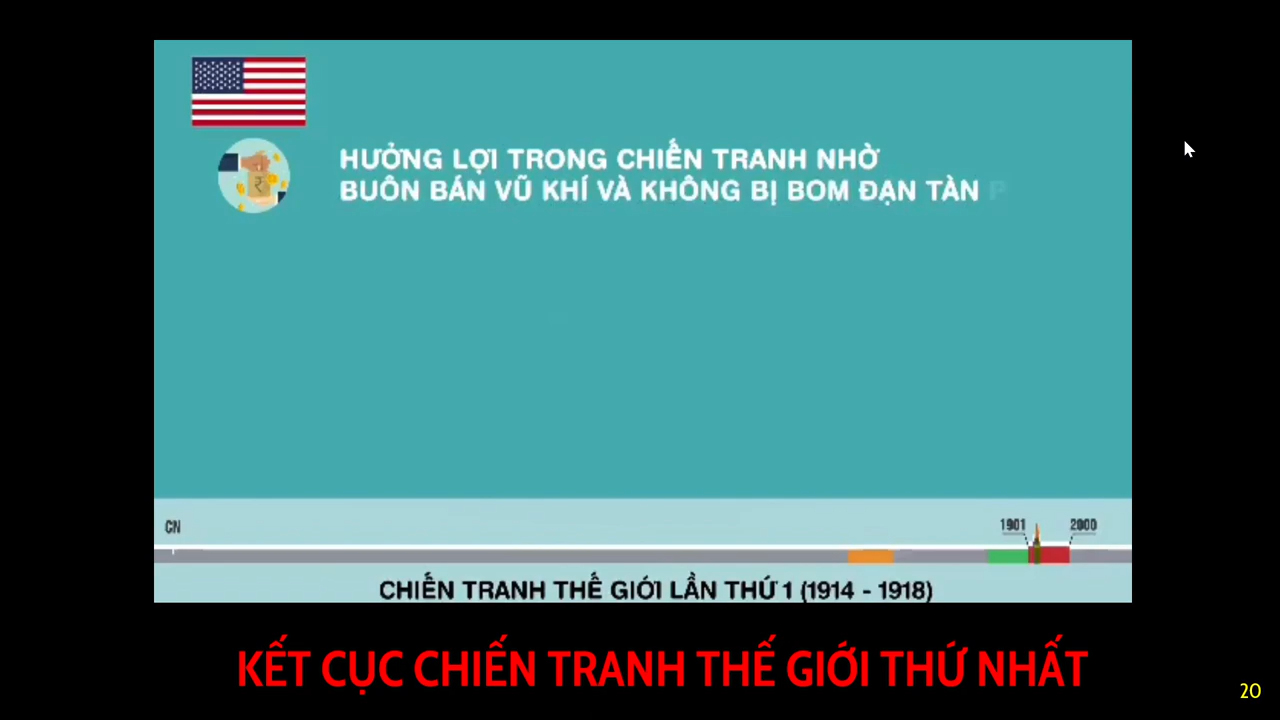 HƯỞNG LỢI TRONG CHIẾN TRANH NHỜ
BUÔN BÁN VŨ KHÍ VÀ KHÔNG BỊ BOM ĐẠN TÀN P
CN
1901
2000
CHIẾN TRANH THẾ GIỚI LẦN THỨ 1 (1914 - 1918)
KẾT CỤC CHIẾN TRANH THẾ GIỚI THỨ NHẤT
20